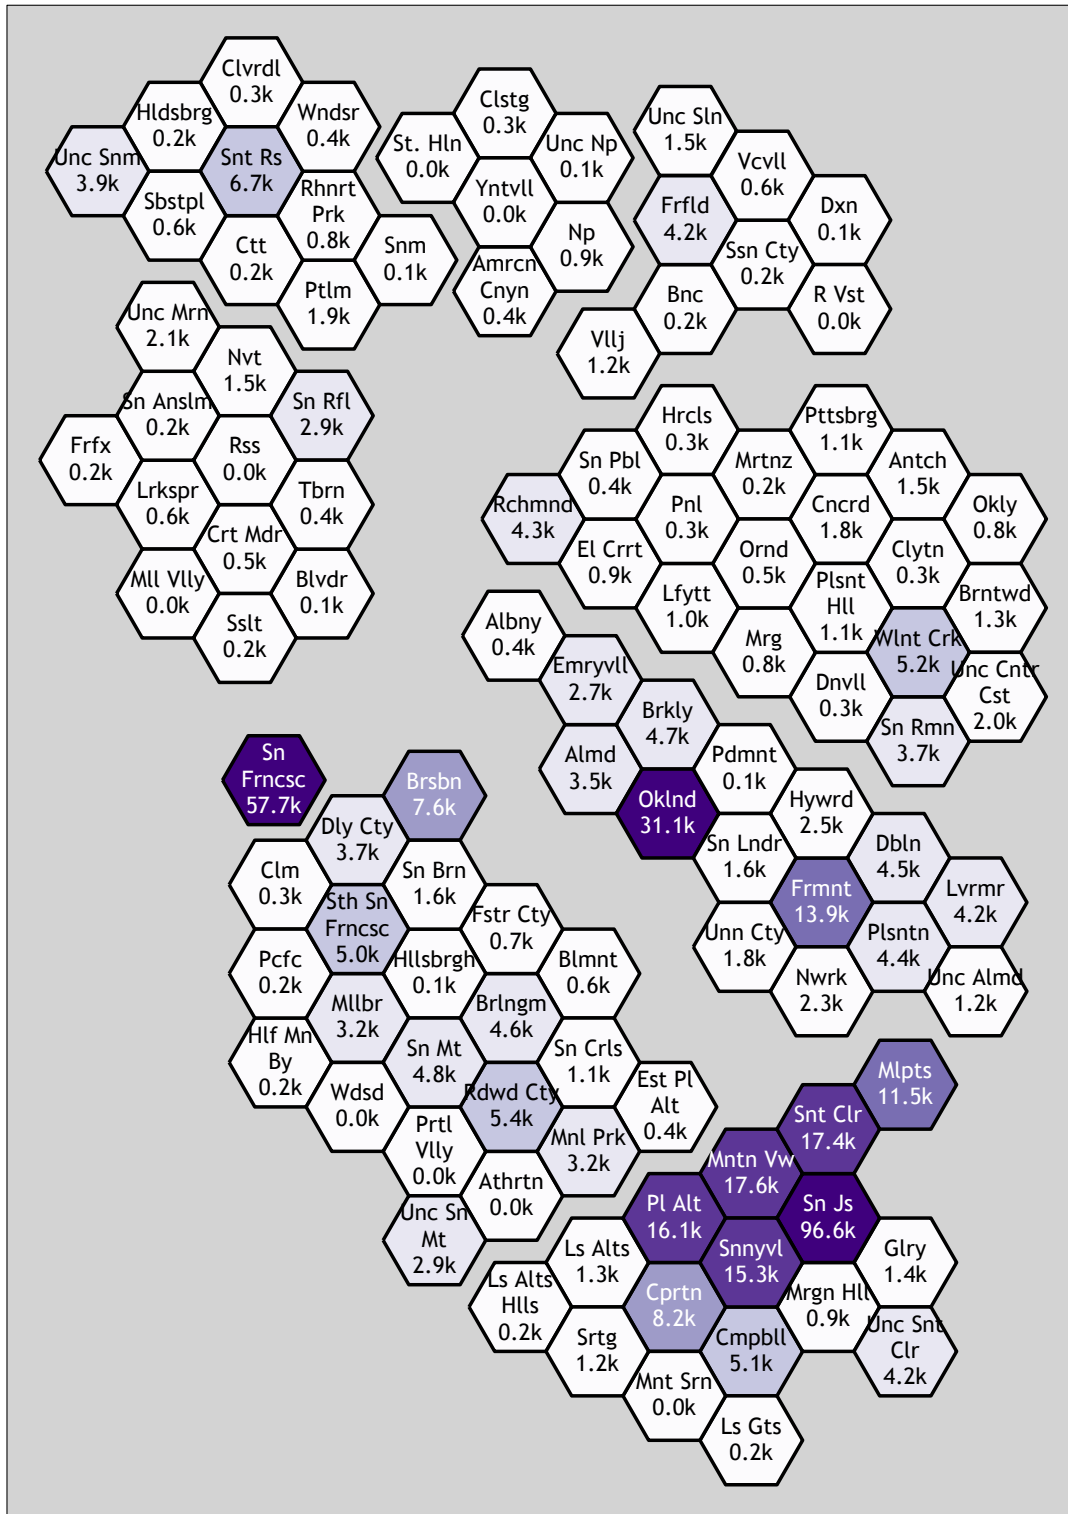 Clvrdl
0.3k
Hldsbrg
0.2k
Wndsr
0.4k
Unc Snm
3.9k
Snt Rs
6.7k
Sbstpl
0.6k
Rhnrt
Prk
0.8k
Ctt
0.2k
Snm
0.1k
Ptlm
1.9k
Clstg
0.3k
St. Hln
0.0k
Unc Np
0.1k
Yntvll
0.0k
Np
0.9k
Amrcn
Cnyn
0.4k
Unc Sln
1.5k
Vcvll
0.6k
Frfld
4.2k
Dxn
0.1k
Ssn Cty
0.2k
Bnc
0.2k
R Vst
0.0k
Vllj
1.2k
Unc Mrn
2.1k
Nvt
1.5k
Sn Anslm
0.2k
Sn Rfl
2.9k
Frfx
0.2k
Rss
0.0k
Lrkspr
0.6k
Tbrn
0.4k
Crt Mdr
0.5k
Mll Vlly
0.0k
Blvdr
0.1k
Sslt
0.2k
Hrcls
0.3k
Pttsbrg
1.1k
Sn Pbl
0.4k
Mrtnz
0.2k
Antch
1.5k
Rchmnd
4.3k
Pnl
0.3k
Cncrd
1.8k
Okly
0.8k
El Crrt
0.9k
Ornd
0.5k
Clytn
0.3k
Lfytt
1.0k
Plsnt
Hll
1.1k
Brntwd
1.3k
Mrg
0.8k
Wlnt Crk
5.2k
Dnvll
0.3k
Unc Cntr
Cst
2.0k
Sn Rmn
3.7k
Albny
0.4k
Emryvll
2.7k
Brkly
4.7k
Almd
3.5k
Pdmnt
0.1k
Oklnd
31.1k
Hywrd
2.5k
Sn Lndr
1.6k
Dbln
4.5k
Frmnt
13.9k
Lvrmr
4.2k
Unn Cty
1.8k
Plsntn
4.4k
Nwrk
2.3k
Unc Almd
1.2k
Sn
Frncsc
57.7k
Brsbn
7.6k
Dly Cty
3.7k
Clm
0.3k
Sn Brn
1.6k
Sth Sn
Frncsc
5.0k
Fstr Cty
0.7k
Pcfc
0.2k
Hllsbrgh
0.1k
Blmnt
0.6k
Mllbr
3.2k
Brlngm
4.6k
Hlf Mn
By
0.2k
Sn Mt
4.8k
Sn Crls
1.1k
Wdsd
0.0k
Rdwd Cty
5.4k
Est Pl
Alt
0.4k
Prtl
Vlly
0.0k
Mnl Prk
3.2k
Athrtn
0.0k
Unc Sn
Mt
2.9k
Mlpts
11.5k
Snt Clr
17.4k
Mntn Vw
17.6k
Pl Alt
16.1k
Sn Js
96.6k
Ls Alts
1.3k
Snnyvl
15.3k
Glry
1.4k
Ls Alts
Hlls
0.2k
Cprtn
8.2k
Mrgn Hll
0.9k
Srtg
1.2k
Cmpbll
5.1k
Unc Snt
Clr
4.2k
Mnt Srn
0.0k
Ls Gts
0.2k